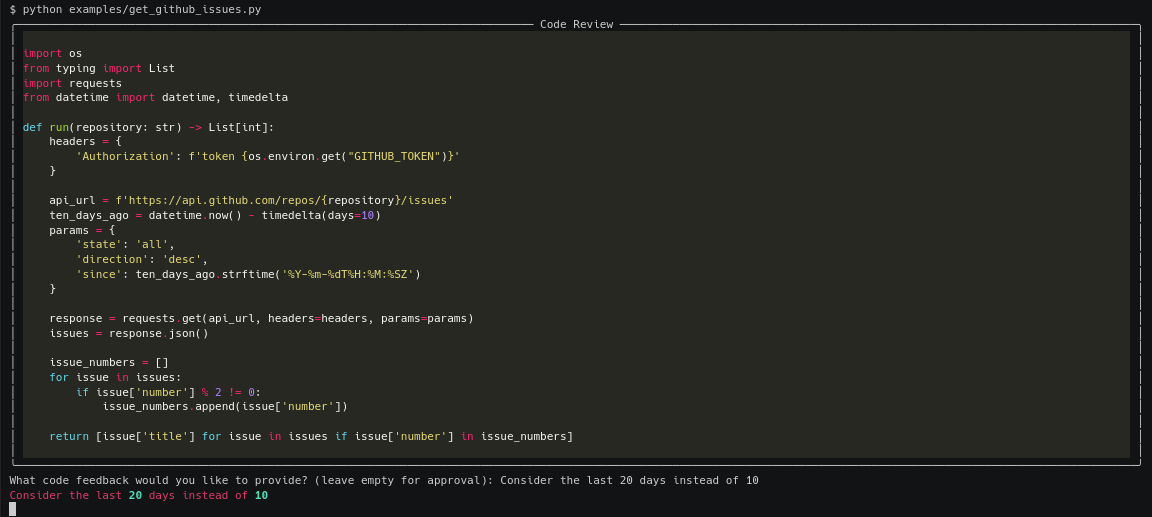 $ python examples/get_github_issues.py
Code Review
import os
from typing import List
import requests
from datetime import datetime, timedelta
def run(repository: str) -> List[int]:
    headers = {
        'Authorization': f'token {os.environ.get("GITHUB_TOKEN")}'
    }
    api_url = f'https://api.github.com/repos/{repository}/issues'
    ten_days_ago = datetime.now() - timedelta(days=10)
    params = {
        'state': 'all',
        'direction': 'desc',
        'since': ten_days_ago.strftime('%Y-%m-%dT%H:%M:%SZ')
    }
    response = requests.get(api_url, headers=headers, params=params)
    issues = response.json()
    issue_numbers = []
    for issue in issues:
        if issue['number'] % 2 != 0:
            issue_numbers.append(issue['number'])
    return [issue['title'] for issue in issues if issue['number'] in issue_numbers]
What code feedback would you like to provide? (leave empty for approval): Consider the last 20 days instead of 10
Consider the last 20 days instead of 10